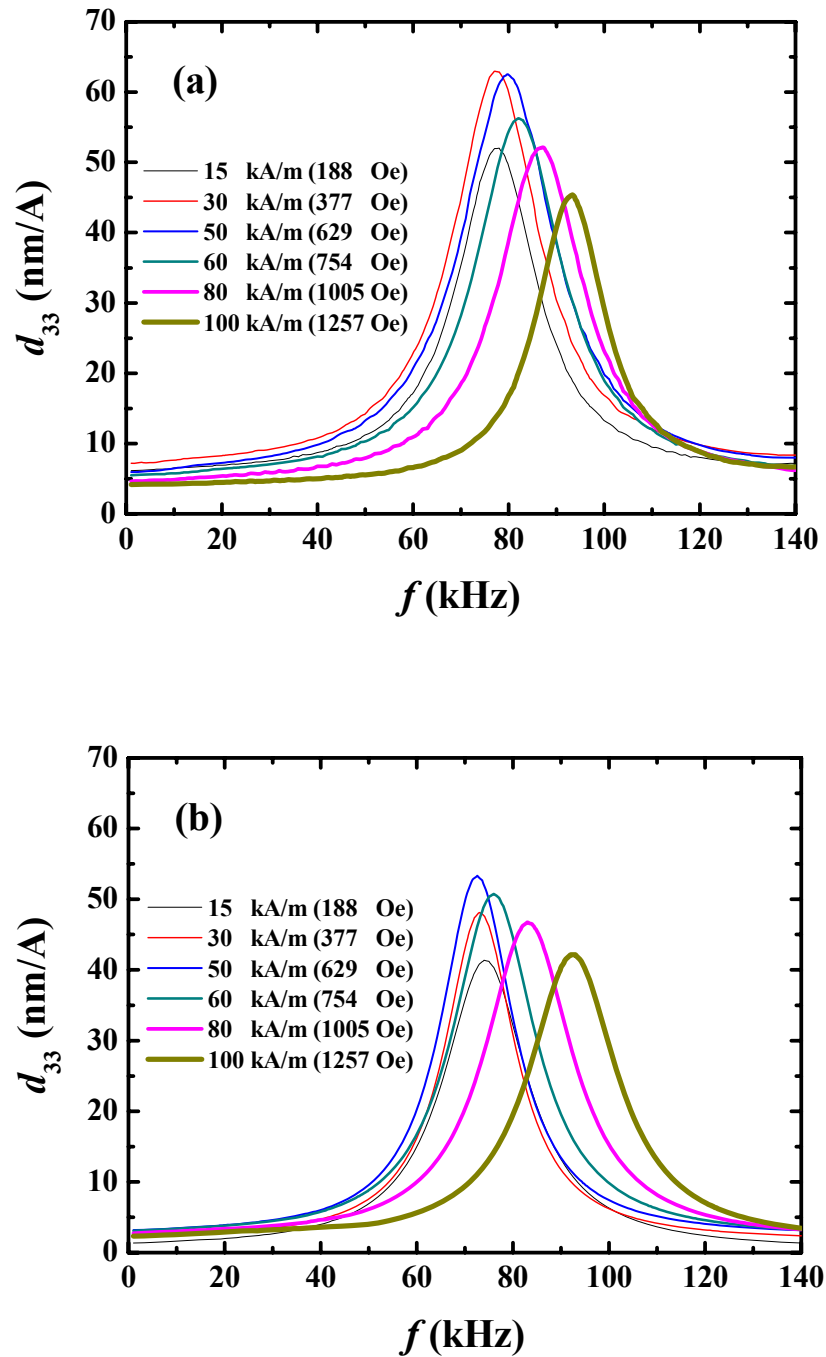 70
60
50
40
30
20
10
0
d33 (nm/A)
(a)
15 kA/m (188 Oe)
30 kA/m (377 Oe)
50 kA/m (629 Oe)
60 kA/m (754 Oe)
80 kA/m (1005 Oe)
100 kA/m (1257 Oe)
0 20 40 60 80 100 120 140
f (kHz)
70
60
50
40
30
20
10
0
d33 (nm/A)
(b)
15 kA/m (188 Oe)
30 kA/m (377 Oe)
50 kA/m (629 Oe)
60 kA/m (754 Oe)
80 kA/m (1005 Oe)
100 kA/m (1257 Oe)
0 20 40 60 80 100 120 140
f (kHz)